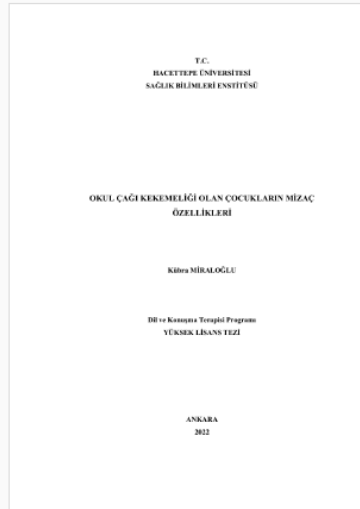 T.C.
HACETTEPE ÜNİVERSİTESİ
SAĞLIK BİLİMLERİ ENSTİTÜSÜ
OKUL ÇAĞI KEKEMELİĞİ OLAN ÇOCUKLARIN MİZAÇ
ÖZELLİKLERİ
Kübra MİRALOĞLU
Dil ve Konuşma Terapisi Programı
YÜKSEK LİSANS TEZİ
ANKARA
2022